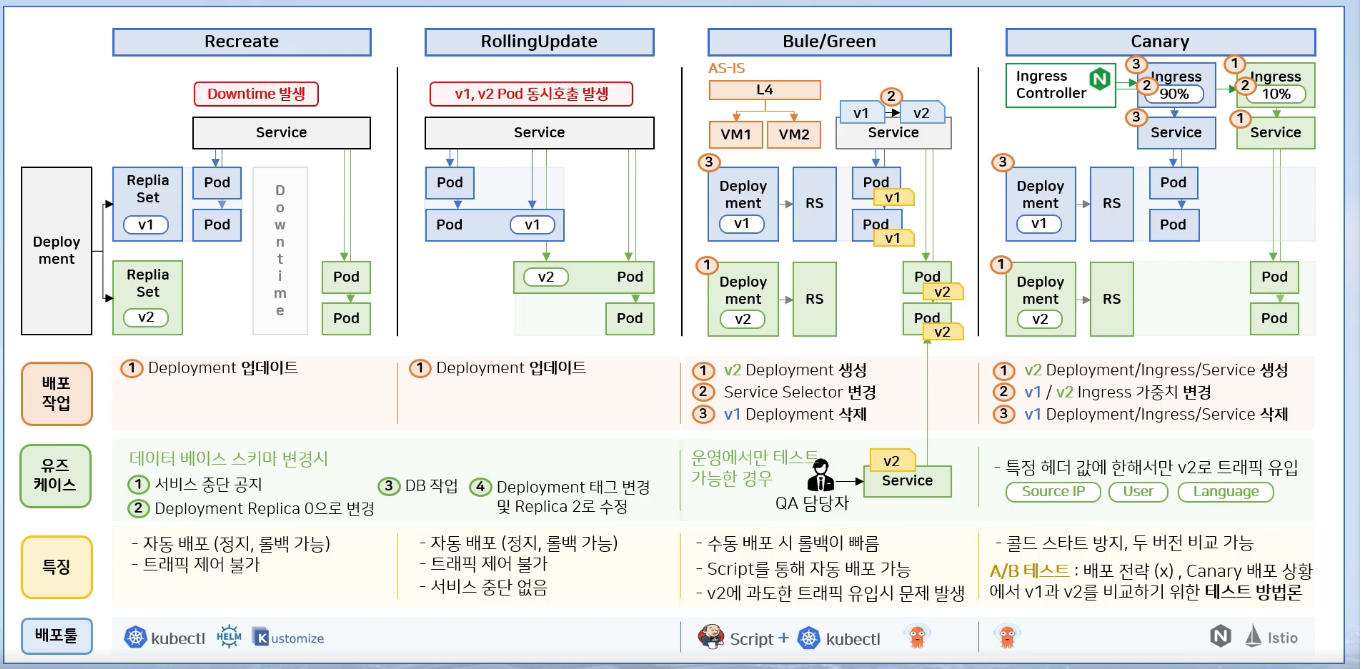 Recreate
RollingUpdate
Bule/Green
Canary
Downtime 발생
Service
Deploy
ment
Replia
Set
v1
Replia
Set
v2
Pod
Pod
D
o
w
n
t
i
m
e
Pod
Pod
v1, v2 Pod 동시호출 발생
Service
Pod
Pod
v1
v2
Pod
Pod
AS-IS
L4
VM1
VM2
2
v1
v2
Service
3
Deploy
ment
v1
RS
Pod
v1
Pod
v1
1
Deploy
ment
v2
RS
Pod
v2
Pod
v2
Ingress
Controller
N
3
Ingress
2
90%
1
Ingress
2
10%
3
Service
1
Service
3
Deploy
ment
v1
RS
Pod
Pod
1
Deploy
ment
v2
RS
Pod
Pod
배포
작업
1 Deployment 업데이트
1 Deployment 업데이트
1 v2 Deployment 생성
2 Service Selector 변경
3 v1 Deployment 삭제
1 v2 Deployment/Ingress/Service 생성
2 v1 / v2 Ingress 가중치 변경
3 v1 Deployment/Ingress/Service 삭제
유즈
케이스
데이터 베이스 스키마 변경시
1 서비스 중단 공지
2 Deployment Replica 0으로 변경
3 DB 작업
4 Deployment 태그 변경
및 Replica 2로 수정
운영에서만 테스트
가능한 경우
QA 담당자
v2
Service
- 특정 헤더 값에 한해서만 v2로 트래픽 유입
Source IP
User
Language
특징
- 자동 배포 (정지, 롤백 가능)
- 트래픽 제어 불가
- 자동 배포 (정지, 롤백 가능)
- 트래픽 제어 불가
- 서비스 중단 없음
- 수동 배포 시 롤백이 빠름
- Script를 통해 자동 배포 가능
- v2에 과도한 트래픽 유입시 문제 발생
- 콜드 스타트 방지, 두 버전 비교 가능
A/B 테스트 : 배포 전략 (x) , Canary 배포 상황
에서 v1과 v2를 비교하기 위한 테스트 방법론
배포툴
kubectl
HELM
Kustomize
Script + kubectl
N
Istio